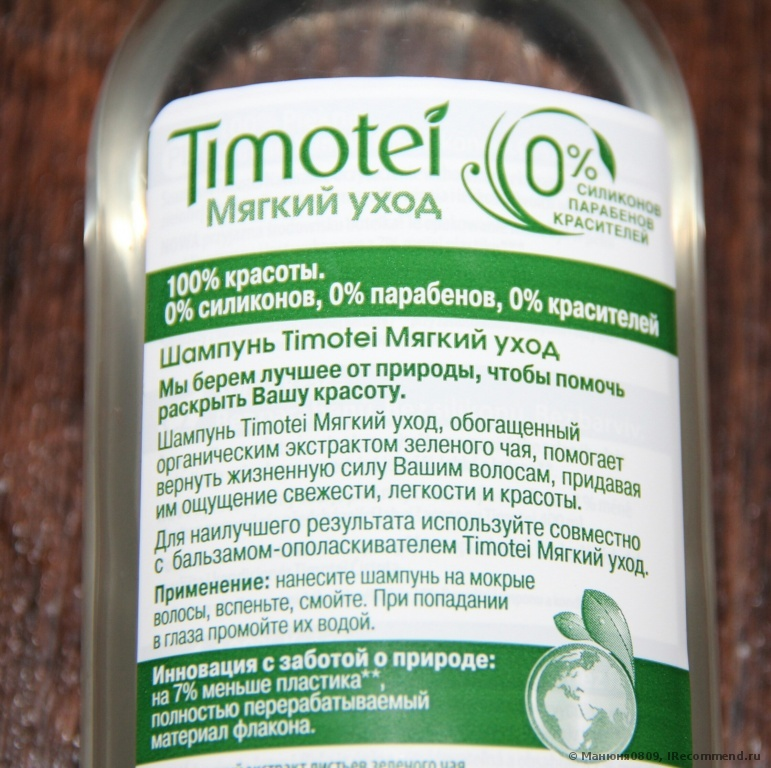 Timotei
Мягкий уход
0%
СИЛИКОНОВ
ПАРАБЕНОВ
КРАСИТЕЛЕЙ
100% красоты.
0% силиконов, 0% парабенов, 0% красителей
Шампунь Timotei Мягкий уход
Мы берем лучшее от природы, чтобы помочь
раскрыть Вашу красоту.
Шампунь Timotei Мягкий уход, обогащенный
органическим экстрактом зеленого чая, помогает
вернуть жизненную силу Вашим волосам, придавая
им ощущение свежести, легкости и красоты.
Для наилучшего результата используйте совместно
с бальзамом-ополаскивателем Timotei Мягкий уход.
Применение: нанесите шампунь на мокрые
волосы, вспеньте, смойте. При попадании
в глаза промойте их водой.
Инновация с заботой о природе:
на 7% меньше пластика**,
полностью перерабатываемый
материал флакона.
экстракт листьев зеленого чая
© Манюня0809, IRecommend.ru